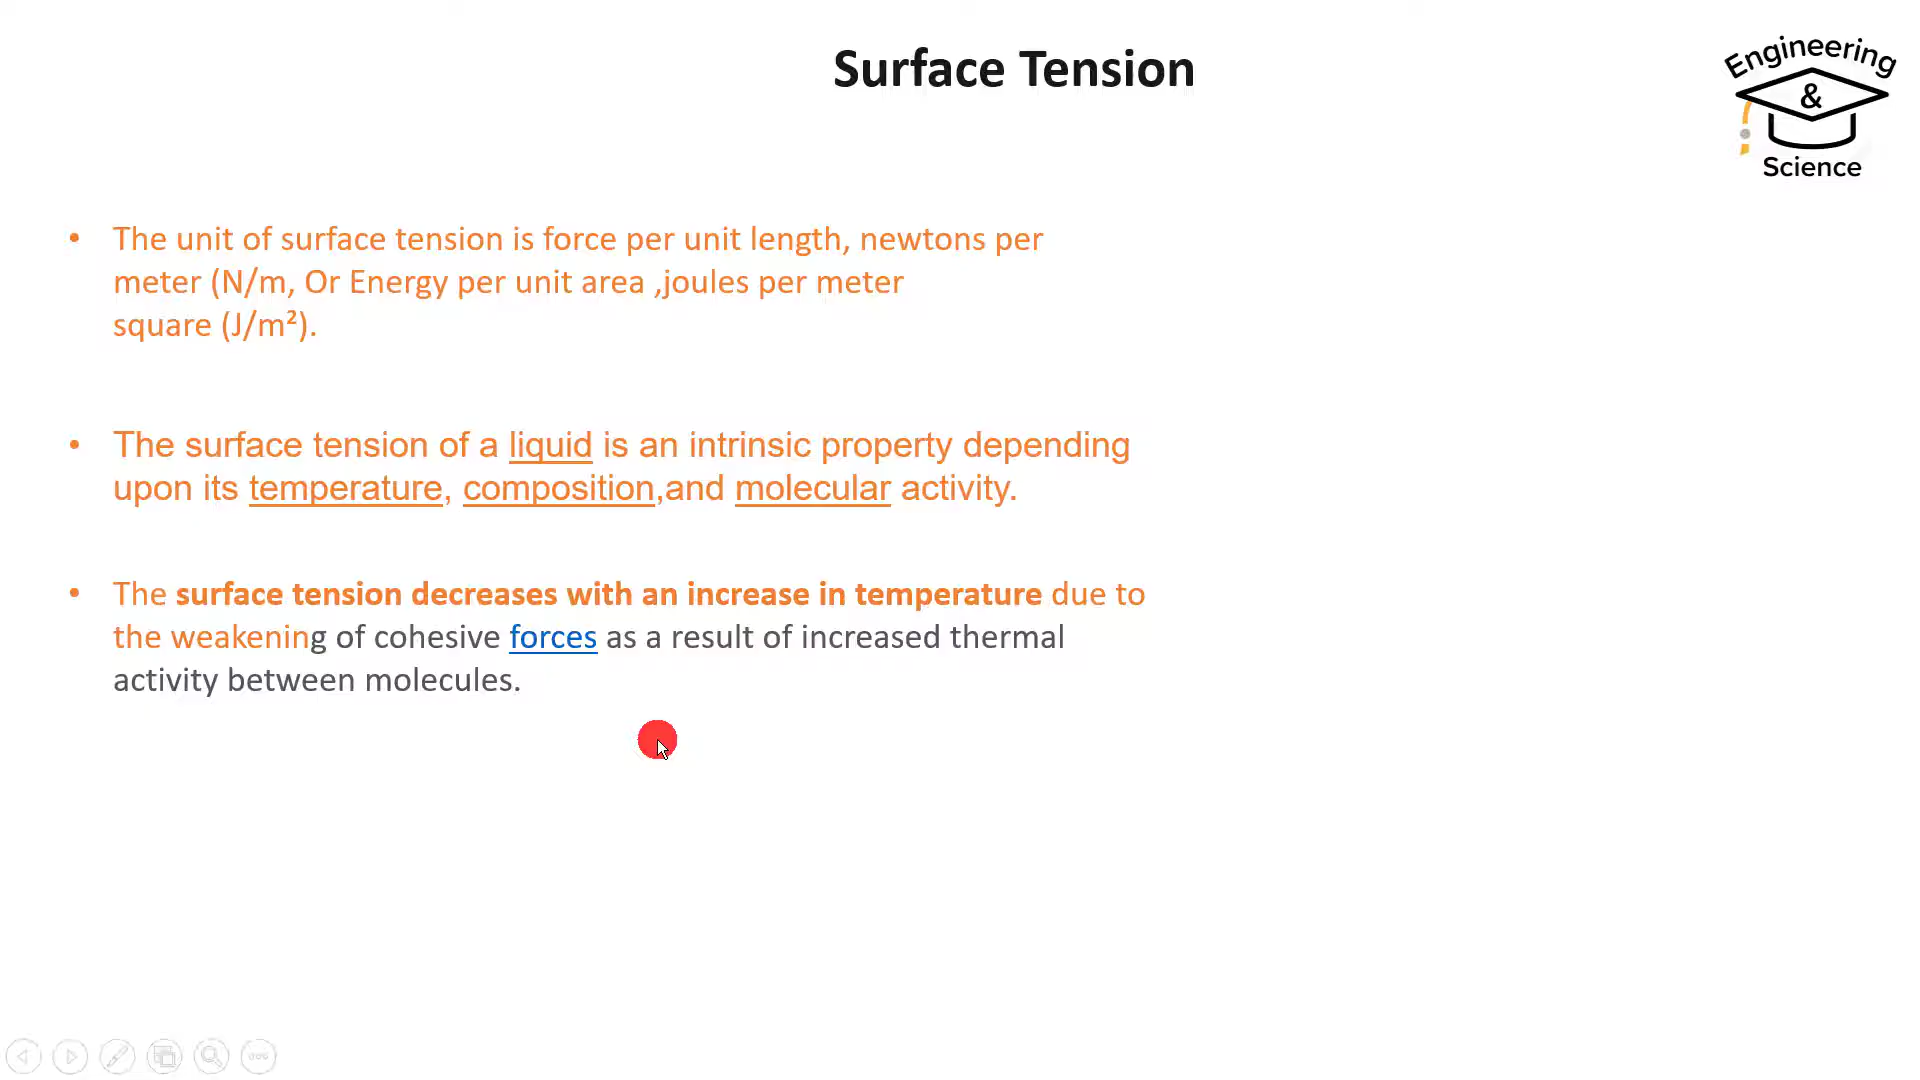 Surface Tension
Engineering
&
Science
• The unit of surface tension is force per unit length, newtons per
meter (N/m, Or Energy per unit area ,joules per meter
square (J/m²).
• The surface tension of a liquid is an intrinsic property depending
upon its temperature, composition,and molecular activity.
• The surface tension decreases with an increase in temperature due to
the weakening of cohesive forces as a result of increased thermal
activity between molecules.